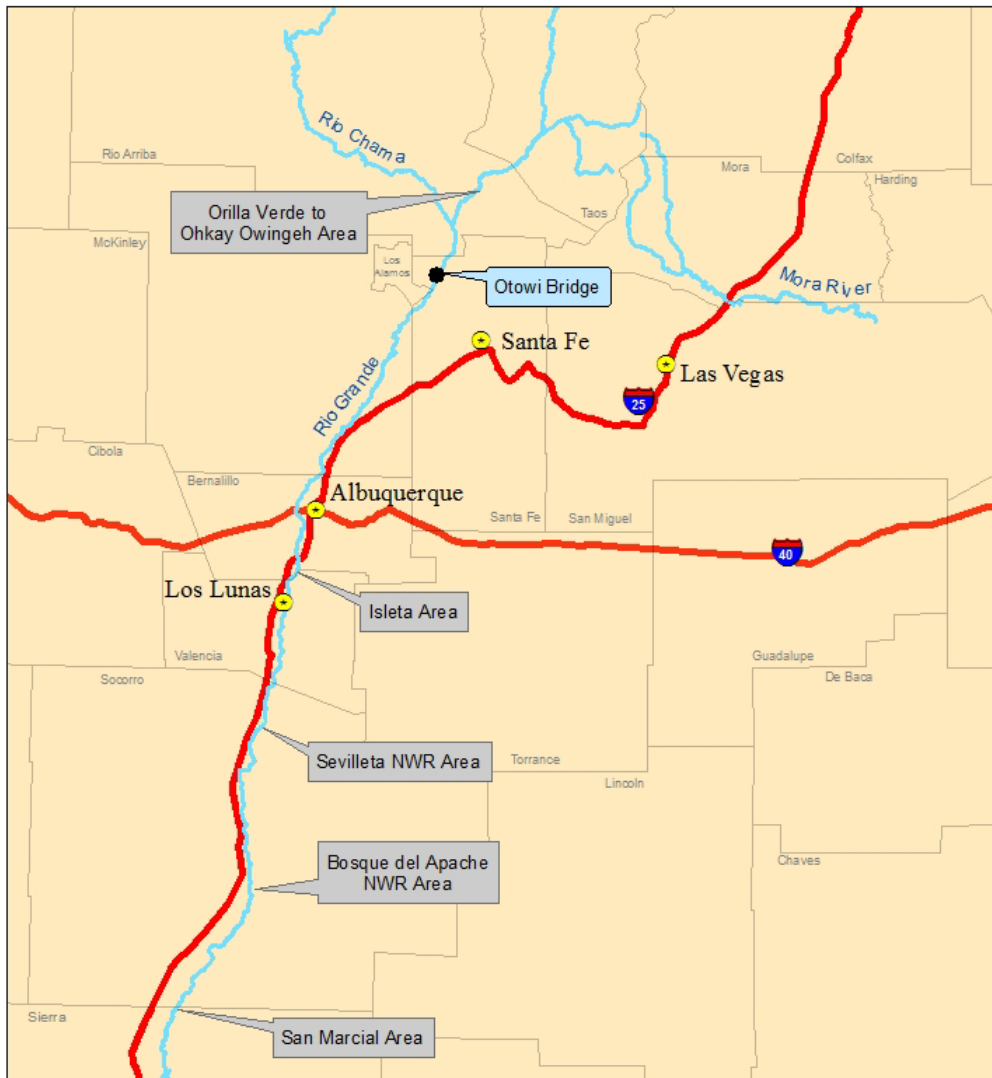 Rio Chama
Rio Arriba
Mora
Colfax
Harding
Orilla Verde to
Ohkay Owingeh Area
Taos
McKinley
Los
Alamos
Otowi Bridge
Mora River
Santa Fe
Las Vegas
Rio Grande
25
Cibola
Bernalillo
Albuquerque
Santa Fe
San Miguel
40
Los Lunas
Isleta Area
Valencia
Guadalupe
Socorro
De Baca
Sevilleta NWR Area
Torrance
Lincoln
Bosque del Apache
NWR Area
Chaves
Sierra
San Marcial Area